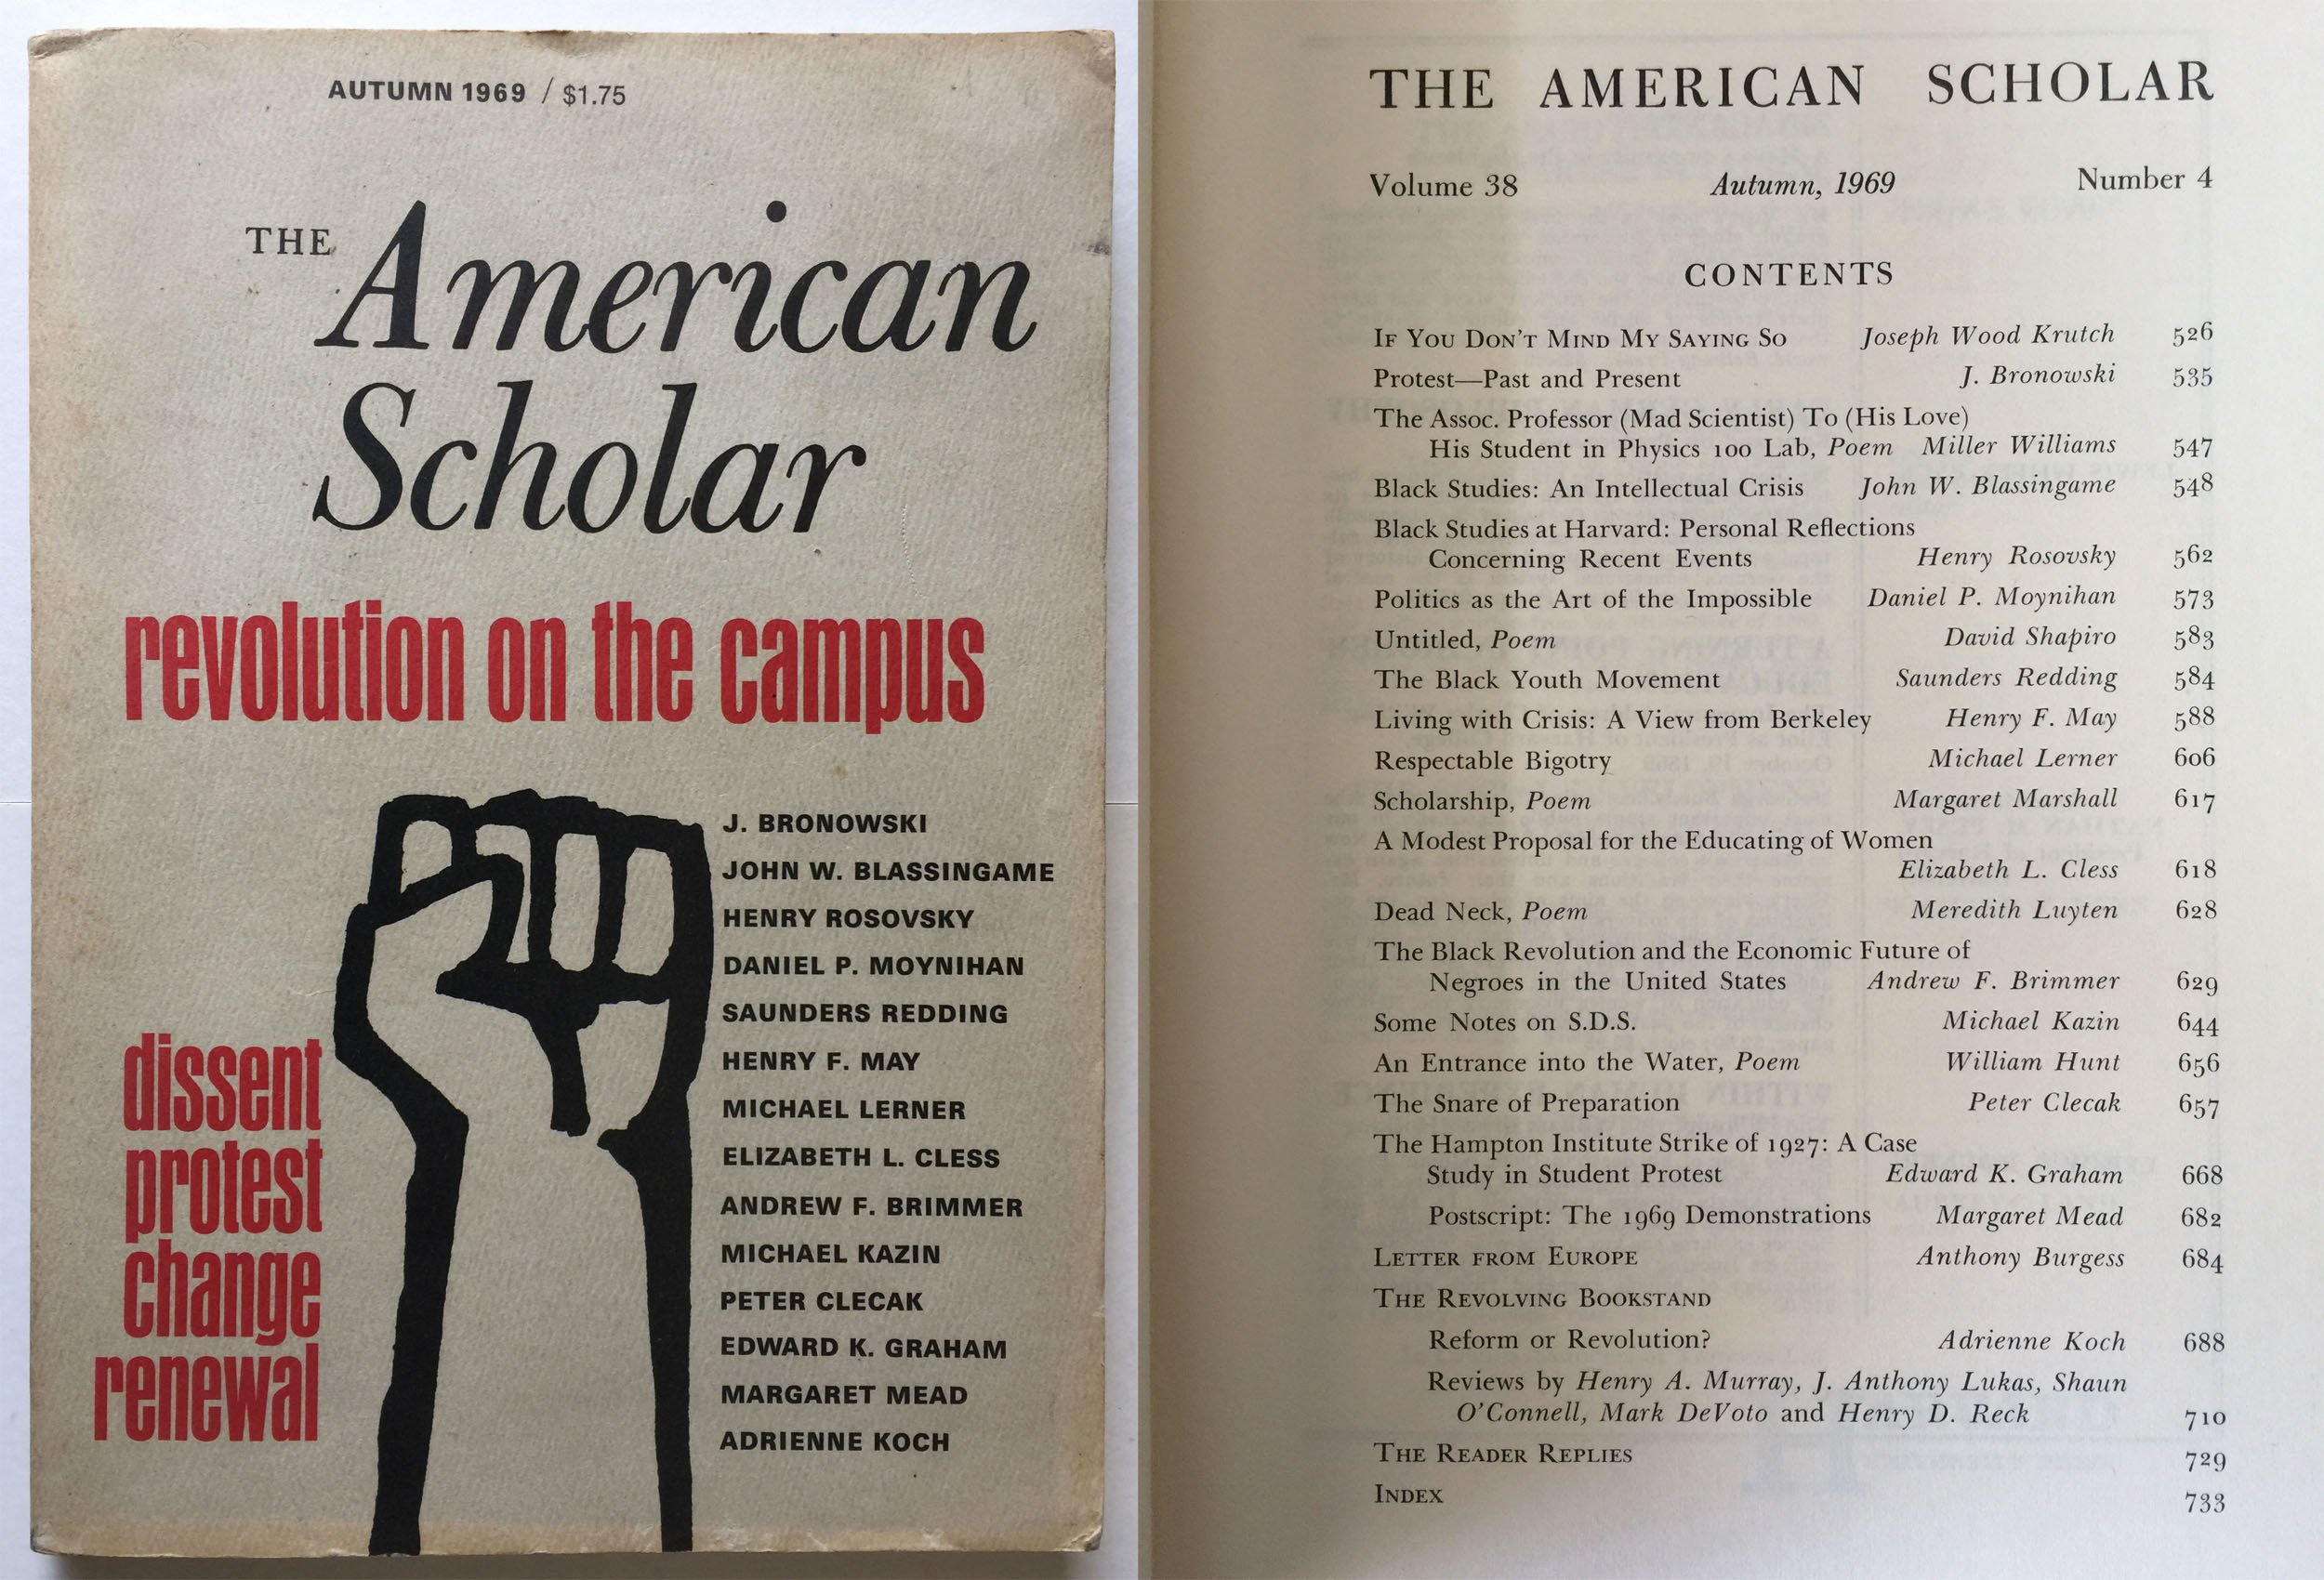 AUTUMN 1969 / $1.75
THE American
Scholar
revolution on the campus
J. BRONOWSKI
JOHN W. BLASSINGAME
HENRY ROSOVSKY
DANIEL P. MOYNIHAN
SAUNDERS REDDING
HENRY F. MAY
MICHAEL LERNER
ELIZABETH L. CLESS
ANDREW F. BRIMMER
MICHAEL KAZIN
PETER CLECAK
EDWARD K. GRAHAM
MARGARET MEAD
ADRIENNE KOCH
dissent
protest
change
renewal
THE AMERICAN SCHOLAR
Volume 38 Autumn, 1969 Number 4
CONTENTS
IF YOU DON'T MIND MY SAYING SO Joseph Wood Krutch 526
Protest—Past and Present J. Bronowski 535
The Assoc. Professor (Mad Scientist) To (His Love)
His Student in Physics 100 Lab, Poem Miller Williams 547
Black Studies: An Intellectual Crisis John W. Blassingame 548
Black Studies at Harvard: Personal Reflections
Concerning Recent Events Henry Rosovsky 562
Politics as the Art of the Impossible Daniel P. Moynihan 573
Untitled, Poem David Shapiro 583
The Black Youth Movement Saunders Redding 584
Living with Crisis: A View from Berkeley Henry F. May 588
Respectable Bigotry Michael Lerner 606
Scholarship, Poem Margaret Marshall 617
A Modest Proposal for the Educating of Women
Elizabeth L. Cless 618
Dead Neck, Poem Meredith Luyten 628
The Black Revolution and the Economic Future of
Negroes in the United States Andrew F. Brimmer 629
Some Notes on S.D.S. Michael Kazin 644
An Entrance into the Water, Poem William Hunt 656
The Snare of Preparation Peter Clecak 657
The Hampton Institute Strike of 1927: A Case
Study in Student Protest Edward K. Graham 668
Postscript: The 1969 Demonstrations Margaret Mead 682
LETTER FROM EUROPE Anthony Burgess 684
THE REVOLVING BOOKSTAND
Reform or Revolution? Adrienne Koch 688
Reviews by Henry A. Murray, J. Anthony Lukas, Shaun
O'Connell, Mark DeVoto and Henry D. Reck 710
THE READER REPLIES 729
INDEX 733